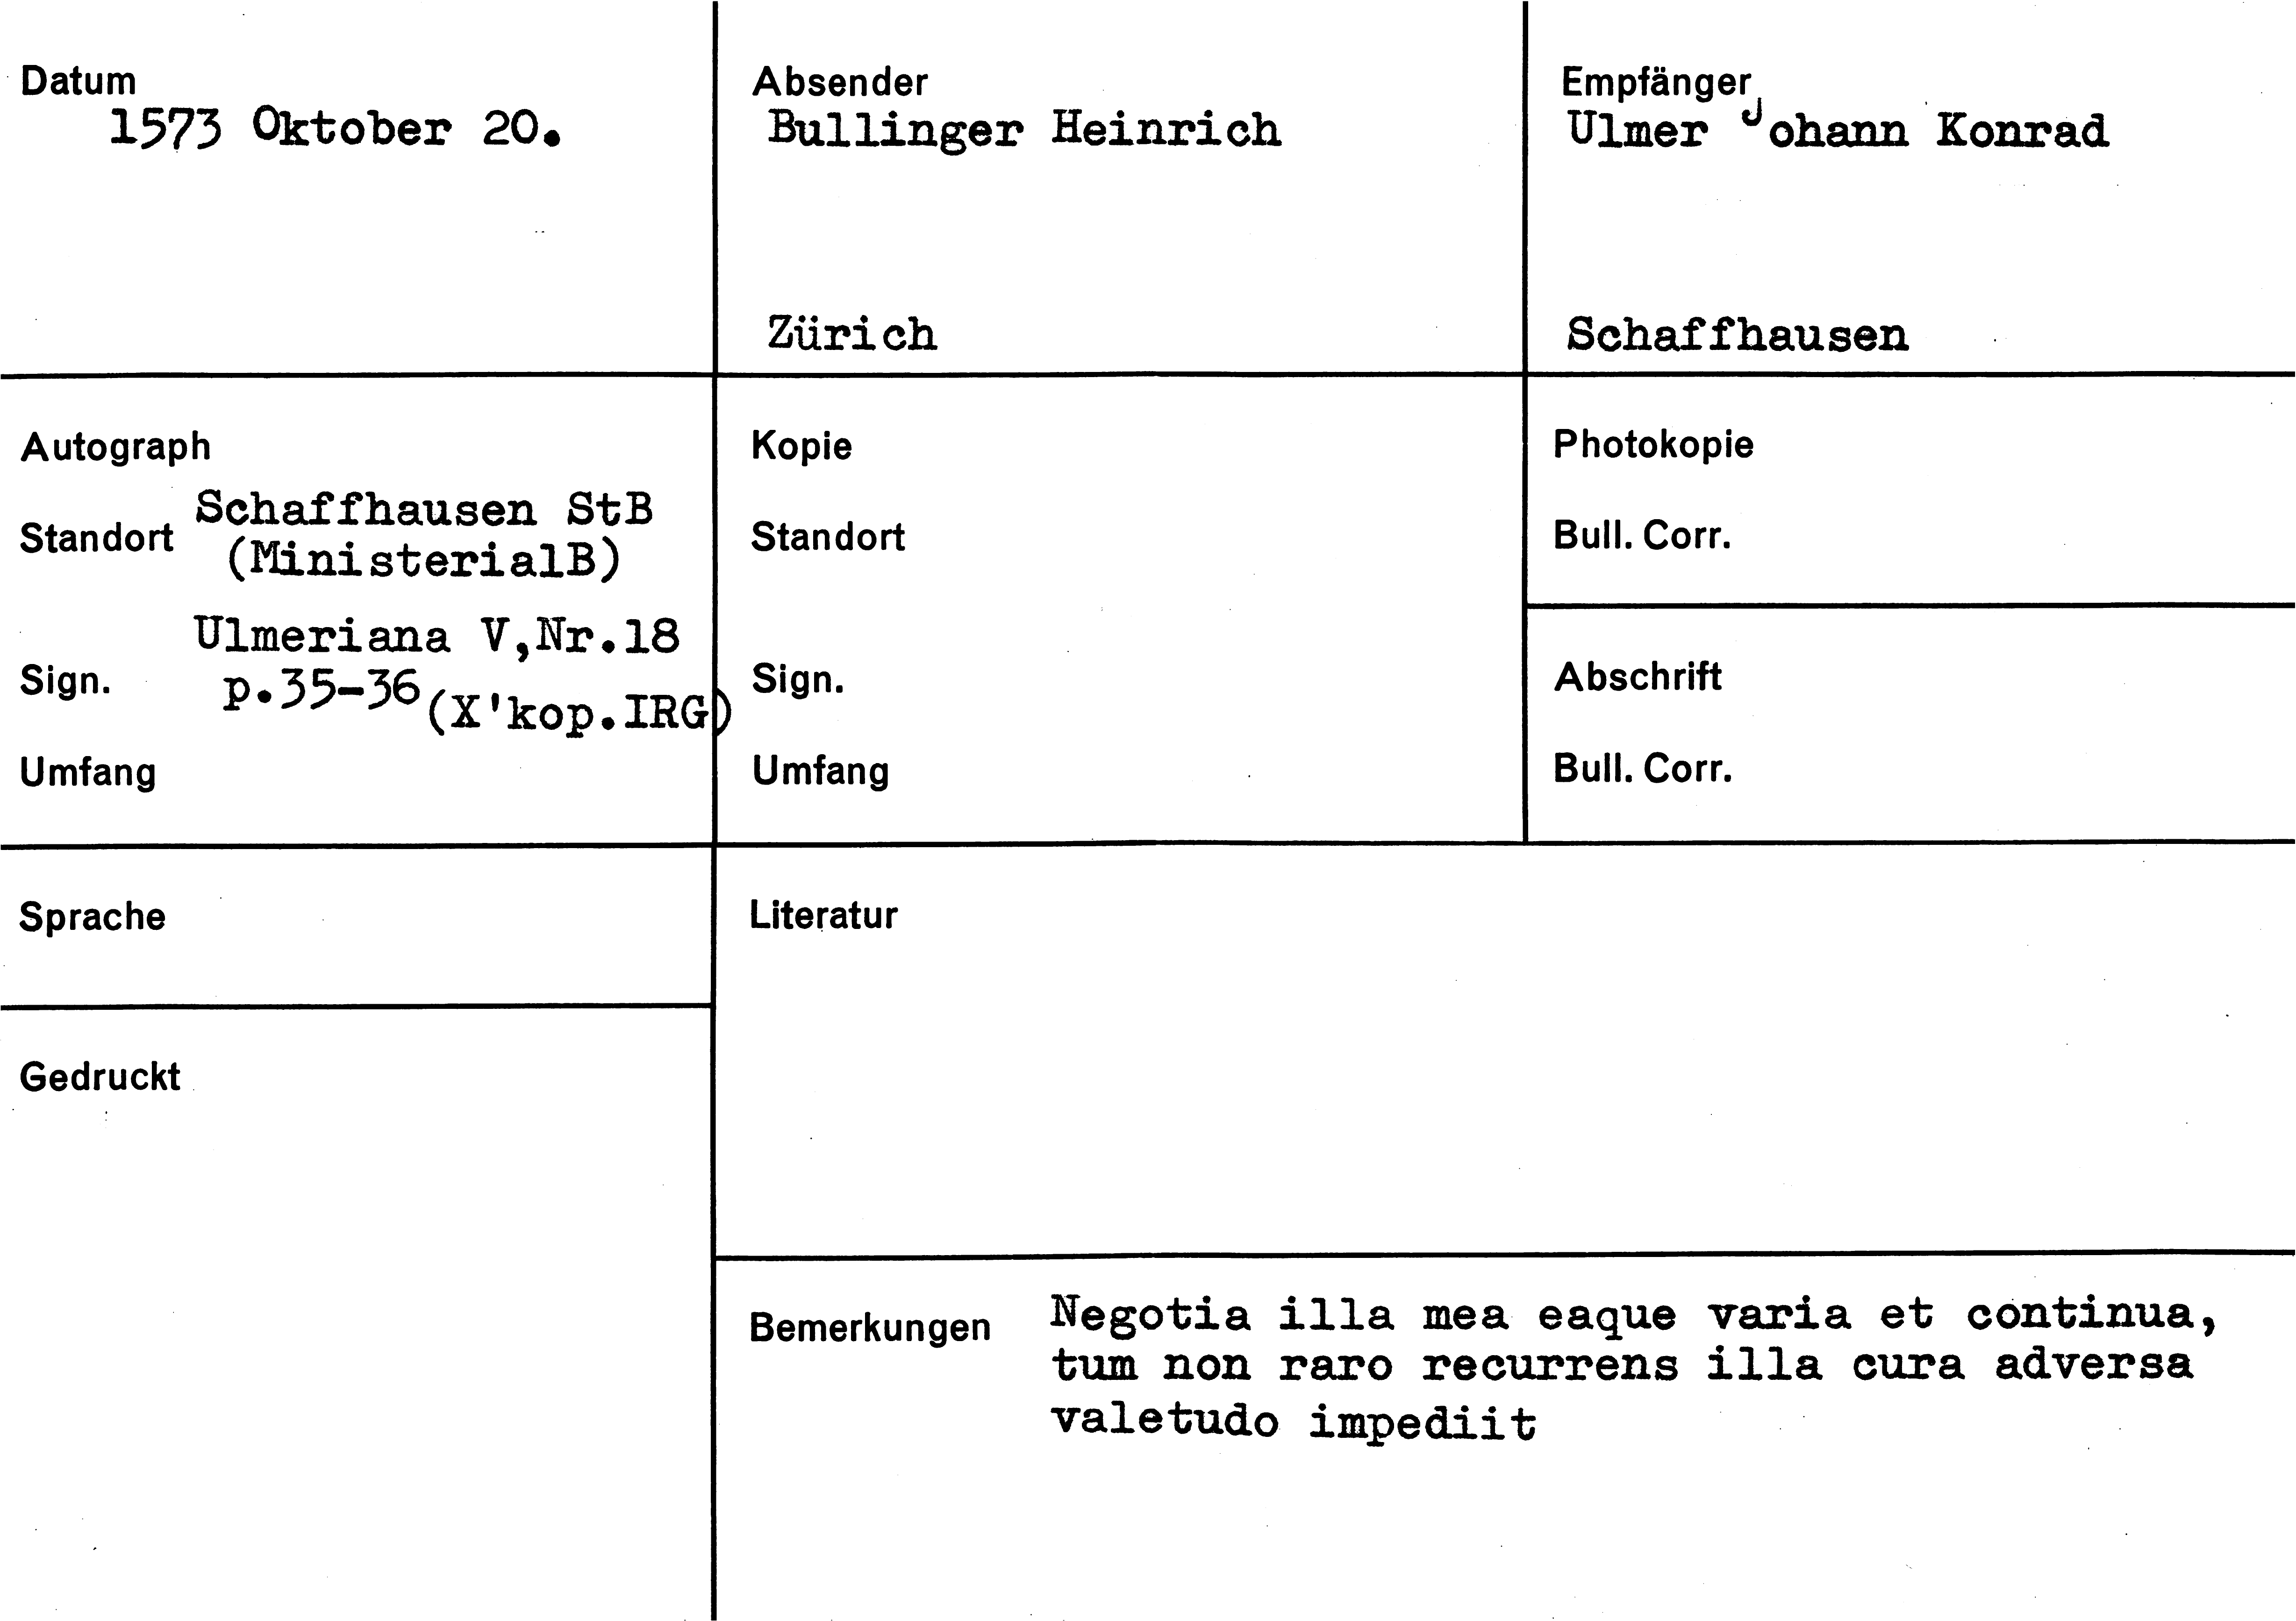 Datum
1573 Oktober 20.
Absender
Bullinger Heinrich
Zürich
Empfänger
Ulmer Johann Konrad
Schaffhausen
Autograph
Standort
Schaffhausen StB
(MinisterialB)
Sign.
Ulmeriana V,Nr.18
p.35-36 (X'kop.IRG)
Umfang
Kopie
Standort
Sign.
Umfang
Photokopie
Bull. Corr.
Abschrift
Bull. Corr.
Sprache
Gedruckt
Literatur
Bemerkungen
Negotia illa mea eaque varia et continua,
tum non raro recurrens illa cura adversa
valetudo impediit